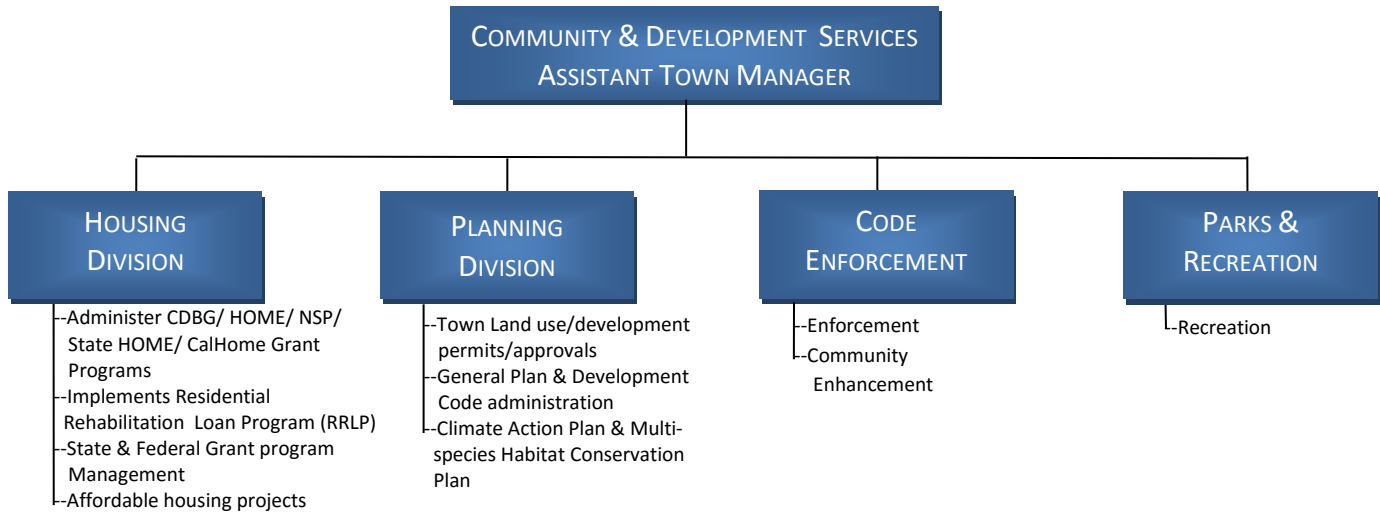 COMMUNITY & DEVELOPMENT SERVICES
ASSISTANT TOWN MANAGER
HOUSING
DIVISION
--Administer CDBG/ HOME/ NSP/
State HOME/ CalHome Grant
Programs
--Implements Residential
Rehabilitation Loan Program (RRLP)
--State & Federal Grant program
Management
--Affordable housing projects
PLANNING
DIVISION
--Town Land use/development
permits/approvals
--General Plan & Development
Code administration
--Climate Action Plan & Multi-
species Habitat Conservation
Plan
CODE
ENFORCEMENT
--Enforcement
--Community
Enhancement
PARKS &
RECREATION
--Recreation